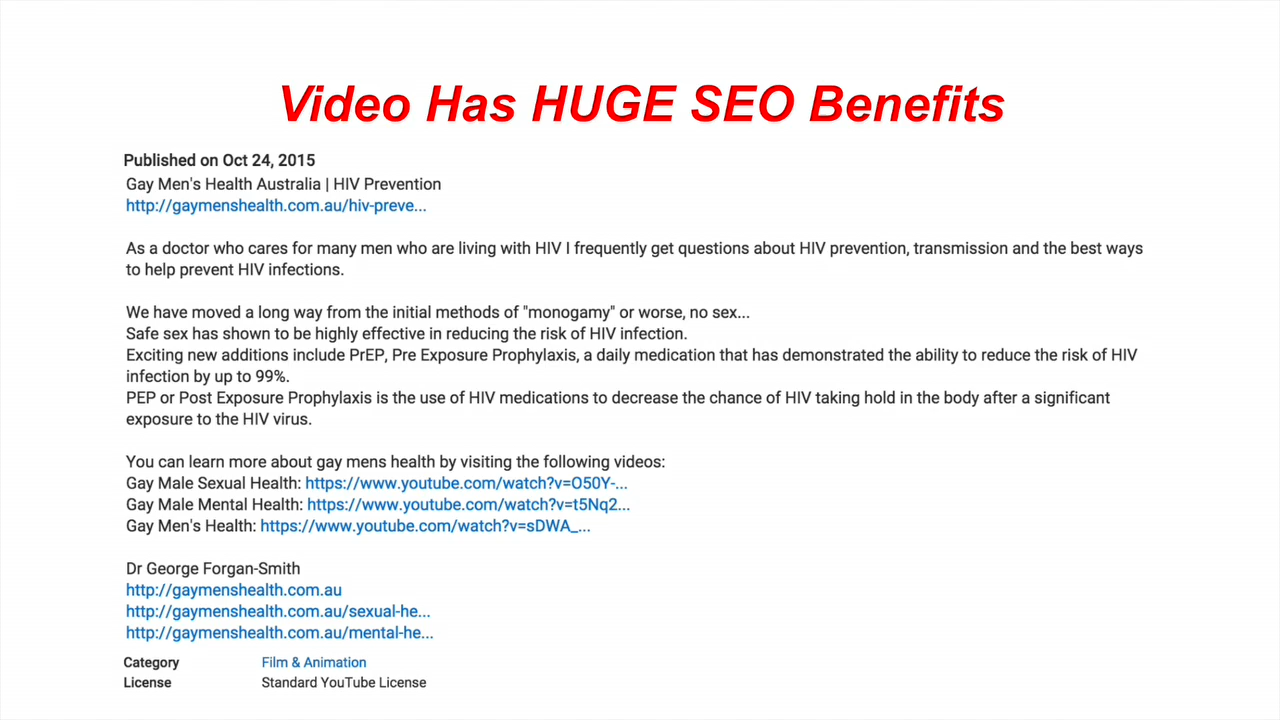 Video Has HUGE SEO Benefits
Published on Oct 24, 2015
Gay Men's Health Australia | HIV Prevention
http://gaymenshealth.com.au/hiv-preve...
As a doctor who cares for many men who are living with HIV I frequently get questions about HIV prevention, transmission and the best ways
to help prevent HIV infections.
We have moved a long way from the initial methods of "monogamy" or worse, no sex...
Safe sex has shown to be highly effective in reducing the risk of HIV infection.
Exciting new additions include PrEP, Pre Exposure Prophylaxis, a daily medication that has demonstrated the ability to reduce the risk of HIV
infection by up to 99%.
PEP or Post Exposure Prophylaxis is the use of HIV medications to decrease the chance of HIV taking hold in the body after a significant
exposure to the HIV virus.
You can learn more about gay mens health by visiting the following videos:
Gay Male Sexual Health: https://www.youtube.com/watch?v=O50Y-...
Gay Male Mental Health: https://www.youtube.com/watch?v=t5Nq2...
Gay Men's Health: https://www.youtube.com/watch?v=sDWA_...
Dr George Forgan-Smith
http://gaymenshealth.com.au
http://gaymenshealth.com.au/sexual-he...
http://gaymenshealth.com.au/mental-he...
Category Film & Animation
License Standard YouTube License